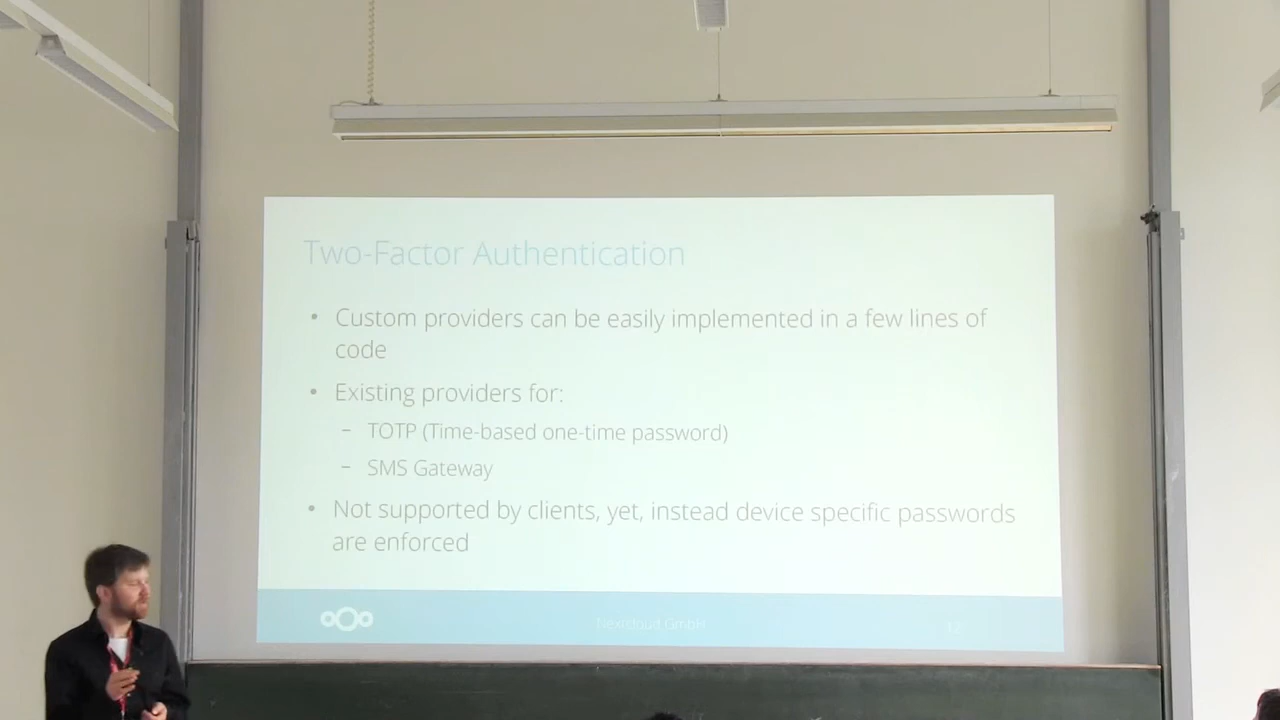 Two-Factor Authentication
• Custom providers can be easily implemented in a few lines of
code
• Existing providers for:
– TOTP (Time-based one-time password)
– SMS Gateway
• Not supported by clients, yet, instead device specific passwords
are enforced
Nextcloud GmbH